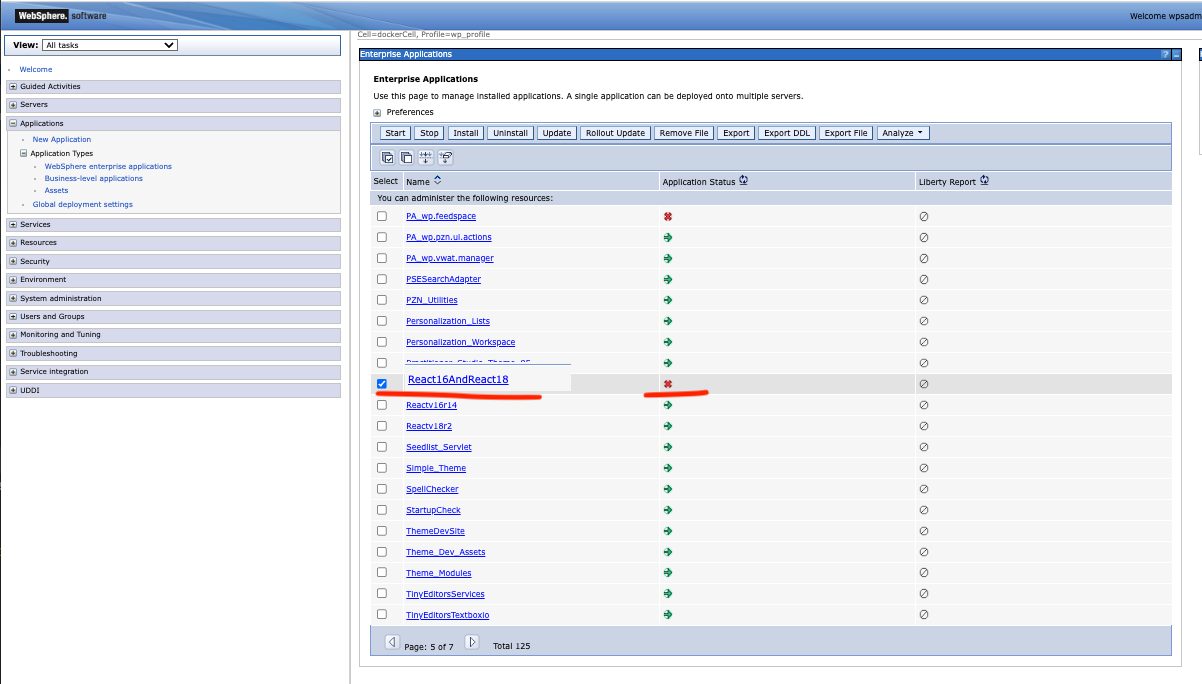 WebSphere. software
Welcome wpsadm
View: All tasks
Cell=dockerCell, Profile=wp_profile
Welcome
Guided Activities
Servers
Applications
New Application
Application Types
WebSphere enterprise applications
Business-level applications
Assets
Global deployment settings
Services
Resources
Security
Environment
System administration
Users and Groups
Monitoring and Tuning
Troubleshooting
Service integration
UDDI
Enterprise Applications
? –
Enterprise Applications
Use this page to manage installed applications. A single application can be deployed onto multiple servers.
Preferences
Start Stop Install Uninstall Update Rollout Update Remove File Export Export DDL Export File Analyze
Select Name Application Status Liberty Report
You can administer the following resources:
PA_wp.feedspace
PA_wp.pzn.ui.actions
PA_wp.vwat.manager
PSESearchAdapter
PZN_Utilities
Personalization_Lists
Personalization_Workspace
React16AndReact18
Reactv16r14
Reactv18r2
Seedlist_Servlet
Simple_Theme
SpellChecker
StartupCheck
ThemeDevSite
Theme_Dev_Assets
Theme_Modules
TinyEditorsServices
TinyEditorsTextboxio
Page: 5 of 7 Total 125